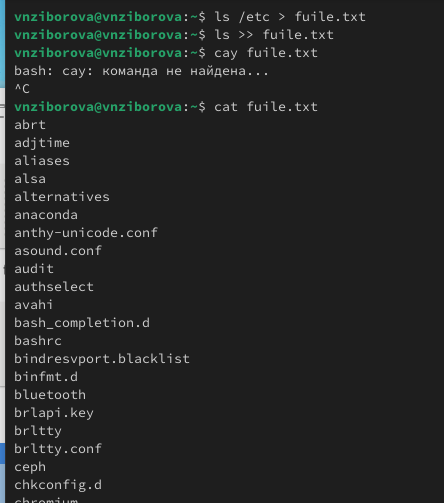 vnziborova@vnziborova:~$ ls /etc > fuile.txt
vnziborova@vnziborova:~$ ls >> fuile.txt
vnziborova@vnziborova:~$ cay fuile.txt
bash: cay: команда не найдена...
^C
vnziborova@vnziborova:~$ cat fuile.txt
abrt
adjtime
aliases
alsa
alternatives
anaconda
anthy-unicode.conf
asound.conf
audit
authselect
avahi
bash_completion.d
bashrc
bindresvport.blacklist
binfmt.d
bluetooth
brlapi.key
brltty
brltty.conf
ceph
chkconfig.d
chromium